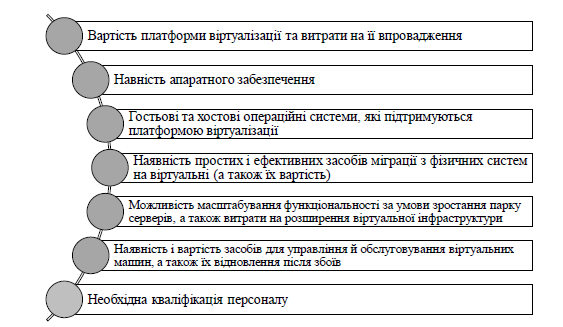 Вартість платформи віртуалізації та витрати на її впровадження
Навність апаратного забезпечення
Гостьові та хостові операційні системи, які підтримуються
платформою віртуалізації
Наявність простих і ефективних засобів міграції з фізичних систем
на віртуальні (а також їх вартість)
Можливість масштабування функціональності за умови зростання парку
серверів, а також витрати на розширення віртуальної інфраструктури
Наявність і вартість засобів для управління й обслуговування віртуальних
машин, а також їх відновлення після збоїв
Необхідна кваліфікація персоналу